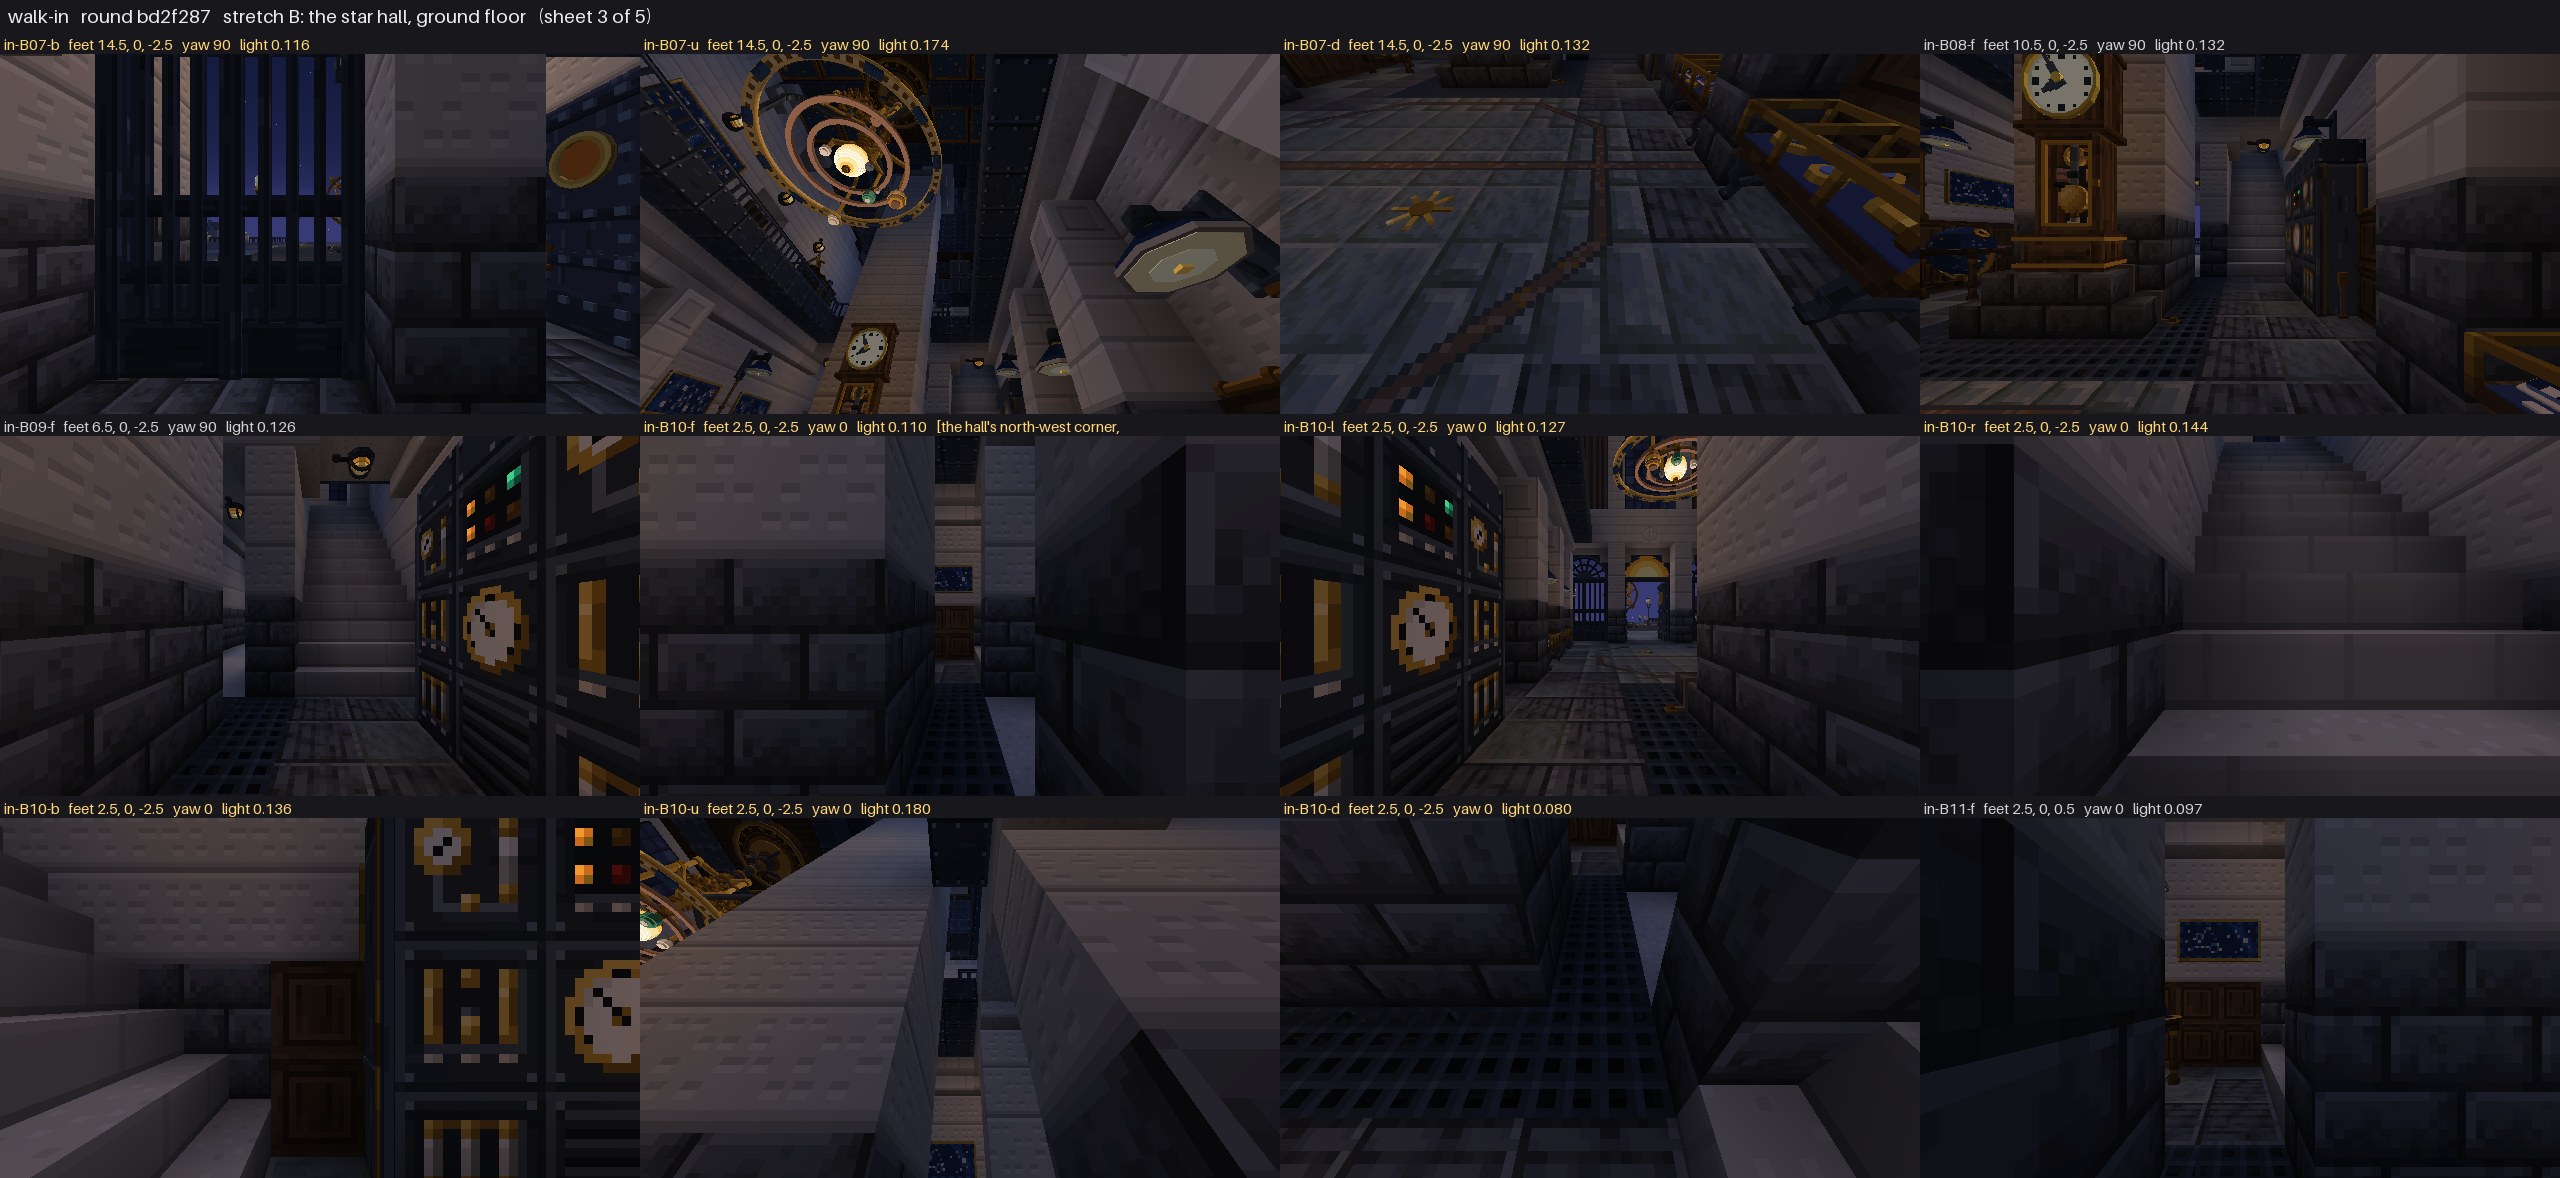 walk-in round bd2f287 stretch B: the star hall, ground floor (sheet 3 of 5)
in-B07-b feet 14.5, 0, -2.5 yaw 90 light 0.116
in-B07-u feet 14.5, 0, -2.5 yaw 90 light 0.174
in-B07-d feet 14.5, 0, -2.5 yaw 90 light 0.132
in-B08-f feet 10.5, 0, -2.5 yaw 90 light 0.132
in-B09-f feet 6.5, 0, -2.5 yaw 90 light 0.126
in-B10-f feet 2.5, 0, -2.5 yaw 0 light 0.110 [the hall's north-west corner,
in-B10-l feet 2.5, 0, -2.5 yaw 0 light 0.127
in-B10-r feet 2.5, 0, -2.5 yaw 0 light 0.144
in-B10-b feet 2.5, 0, -2.5 yaw 0 light 0.136
in-B10-u feet 2.5, 0, -2.5 yaw 0 light 0.180
in-B10-d feet 2.5, 0, -2.5 yaw 0 light 0.080
in-B11-f feet 2.5, 0, 0.5 yaw 0 light 0.097